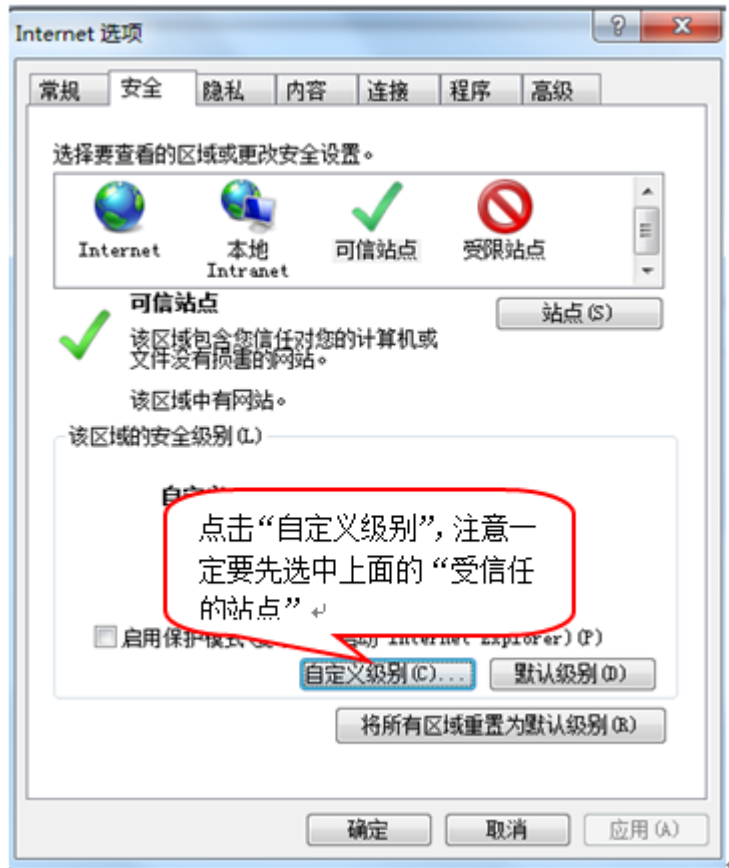 Internet 选项
常规 安全 隐私 内容 连接 程序 高级
选择要查看的区域或更改安全设置。
Internet 本地 可信站点 受限站点
Intranet
可信站点
站点(S)
该区域包含您信任对您的计算机或
文件没有损害的网站。
该区域中有网站。
该区域的安全级别(L)
点击“自定义级别”，注意一
定要先选中上面的“受信任
的站点”
启用保护模式 Internet Explorer)(P)
自定义级别(C)... 默认级别(D)
将所有区域重置为默认级别(R)
确定 取消 应用(A)